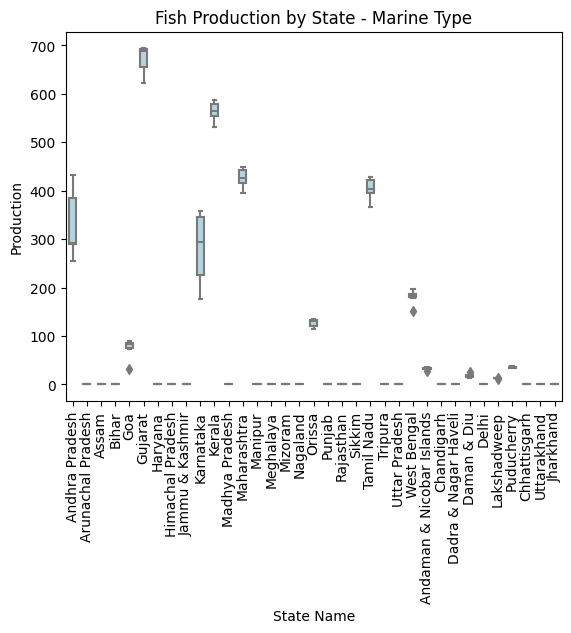 Fish Production by State - Marine Type
Production
700
600
500
400
300
200
100
0
Andhra Pradesh
Arunachal Pradesh
Assam
Bihar
Goa
Gujarat
Haryana
Himachal Pradesh
Jammu & Kashmir
Karnataka
Kerala
Madhya Pradesh
Maharashtra
Manipur
Meghalaya
Mizoram
Nagaland
Orissa
Punjab
Rajasthan
Sikkim
Tamil Nadu
Tripura
Uttar Pradesh
West Bengal
Andaman & Nicobar Islands
Chandigarh
Dadra & Nagar Haveli
Daman & Diu
Delhi
Lakshadweep
Puducherry
Chhattisgarh
Uttarakhand
Jharkhand
State Name